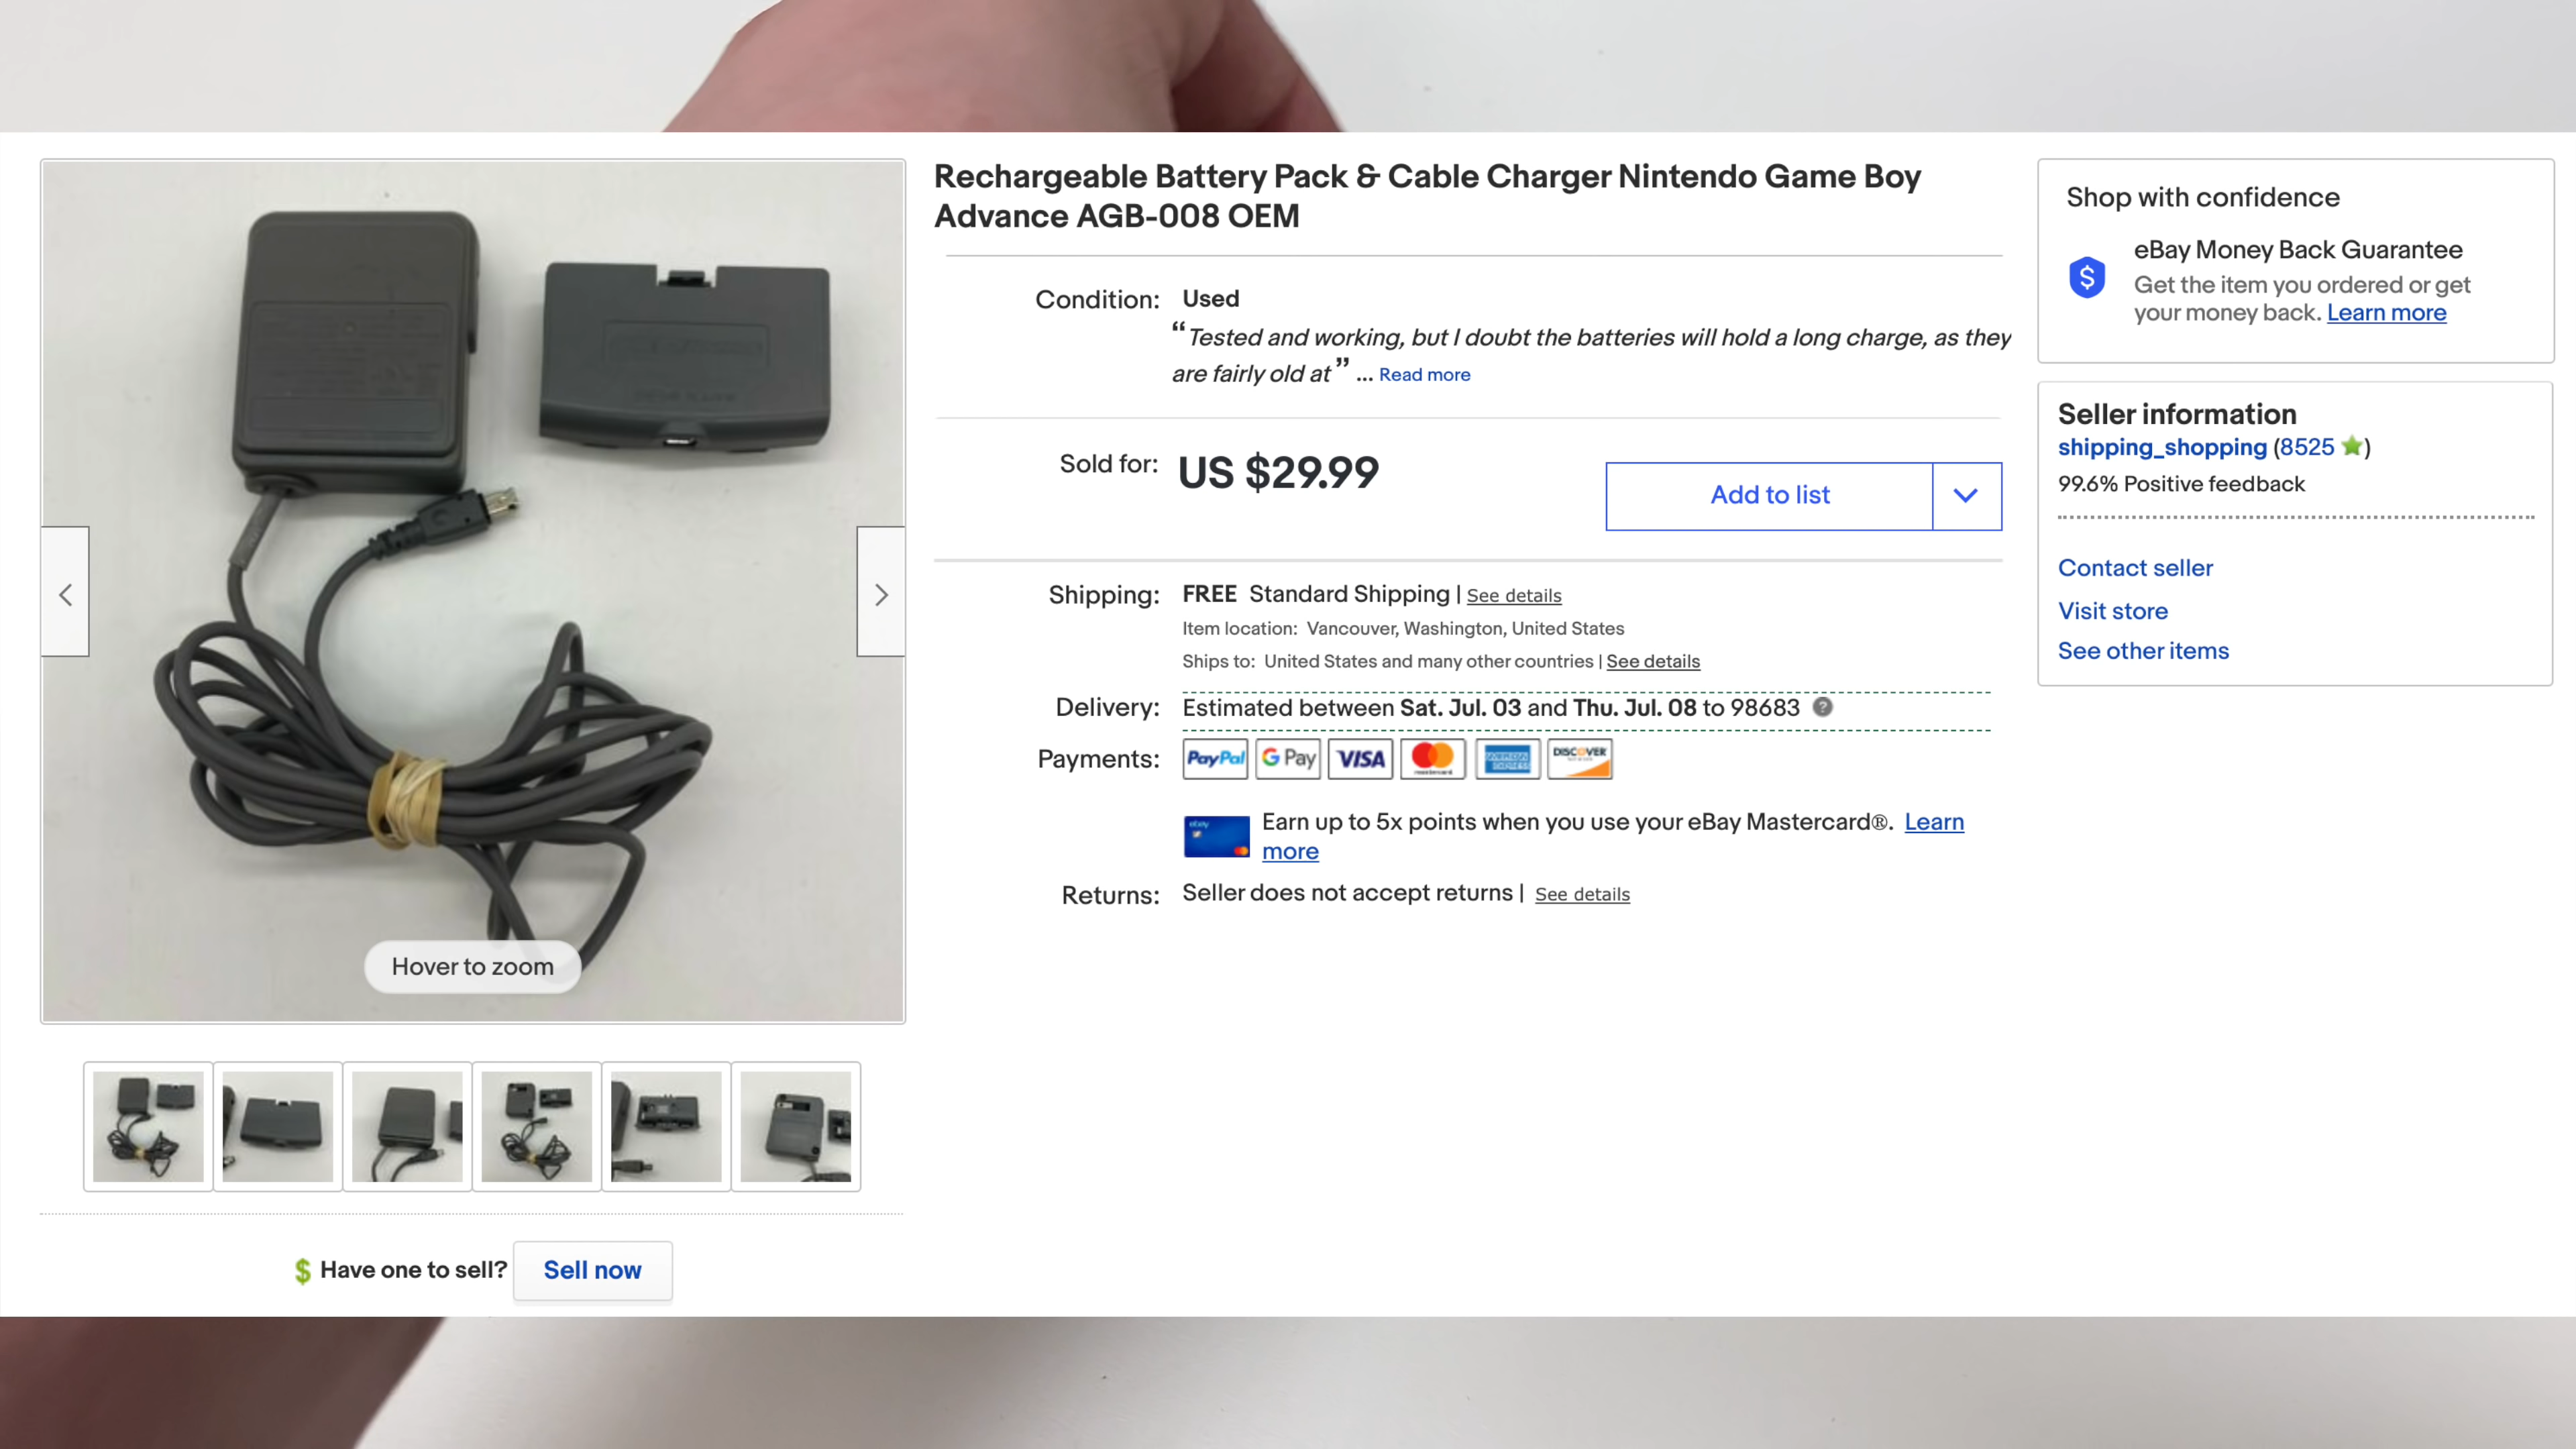 Rechargeable Battery Pack & Cable Charger Nintendo Game Boy
Advance AGB-008 OEM
Condition: Used
“ Tested and working, but I doubt the batteries will hold a long charge, as they
are fairly old at ” ... Read more
Sold for: US $29.99
Add to list
Shipping: FREE Standard Shipping | See details
Item location: Vancouver, Washington, United States
Ships to: United States and many other countries | See details
Delivery: Estimated between Sat. Jul. 03 and Thu. Jul. 08 to 98683 ?
Payments: PayPal G Pay VISA mastercard AMERICAN EXPRESS DISCOVER
ebay
Earn up to 5x points when you use your eBay Mastercard®. Learn
more
Returns: Seller does not accept returns | See details
Shop with confidence
$
eBay Money Back Guarantee
Get the item you ordered or get
your money back. Learn more
Seller information
shipping_shopping (8525 )
99.6% Positive feedback
Contact seller
Visit store
See other items
Hover to zoom
$ Have one to sell? Sell now